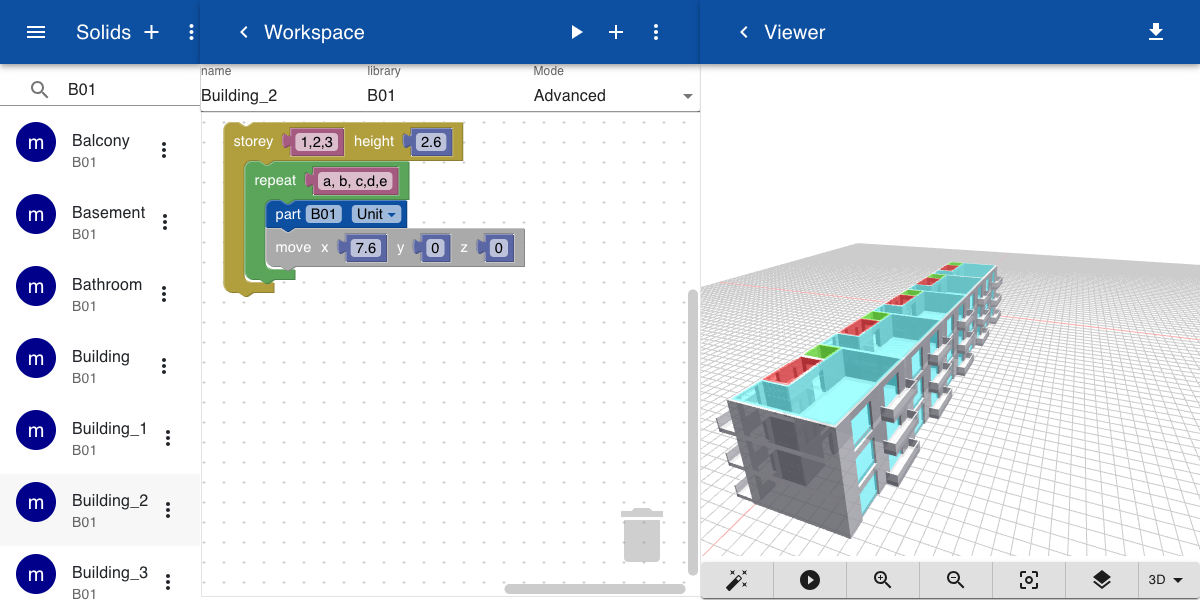 Solids
Workspace
Viewer
B01
Balcony
B01
Basement
B01
Bathroom
B01
Building
B01
Building_1
B01
Building_2
B01
Building_3
B01
name
library
Mode
Building_2
B01
Advanced
storey 1,2,3 height 2.6
repeat a, b, c,d,e
part B01 Unit
move x 7.6 y 0 z 0
3D
m
m
m
m
m
m
m